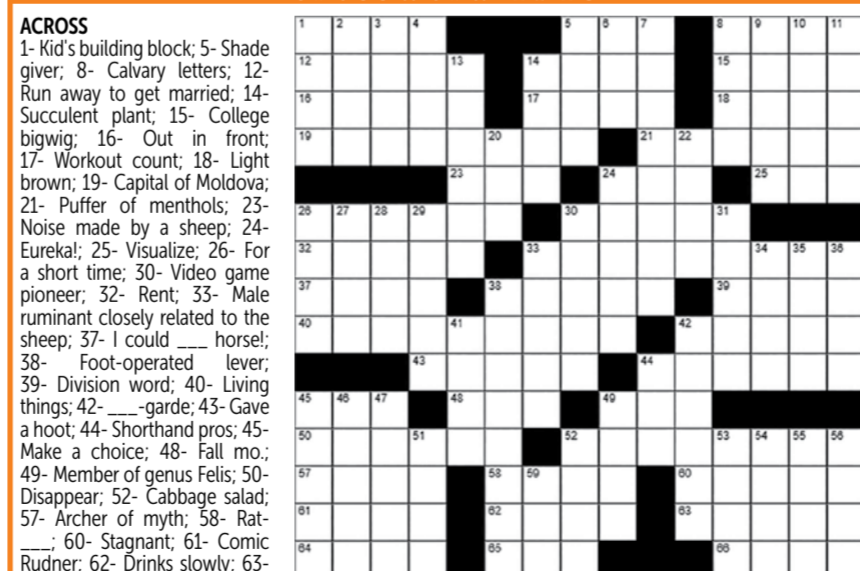 ACROSS
1- Kid's building block; 5- Shade
giver; 8- Calvary letters; 12-
Run away to get married; 14-
Succulent plant; 15- College
bigwig; 16- Out in front;
17- Workout count; 18- Light
brown; 19- Capital of Moldova;
21- Puffer of menthols; 23-
Noise made by a sheep; 24-
Eureka!; 25- Visualize; 26- For
a short time; 30- Video game
pioneer; 32- Rent; 33- Male
ruminant closely related to the
sheep; 37- I could ___ horse!;
38- Foot-operated lever;
39- Division word; 40- Living
things; 42- ___-garde; 43- Gave
a hoot; 44- Shorthand pros; 45-
Make a choice; 48- Fall mo.;
49- Member of genus Felis; 50-
Disappear; 52- Cabbage salad;
57- Archer of myth; 58- Rat-
___; 60- Stagnant; 61- Comic
Rudner; 62- Drinks slowly; 63-
1 2 3 4 5 6 7 8 9 10 11
12 13 14 15
16 17 18
19 20 21 22
23 24 25
26 27 28 29 30 31
32 33 34 35 36
37 38 39
40 41 42
43 44
45 46 47 48 49
50 51 52 53 54 55 56
57 58 59 60
61 62 63
64 65 66